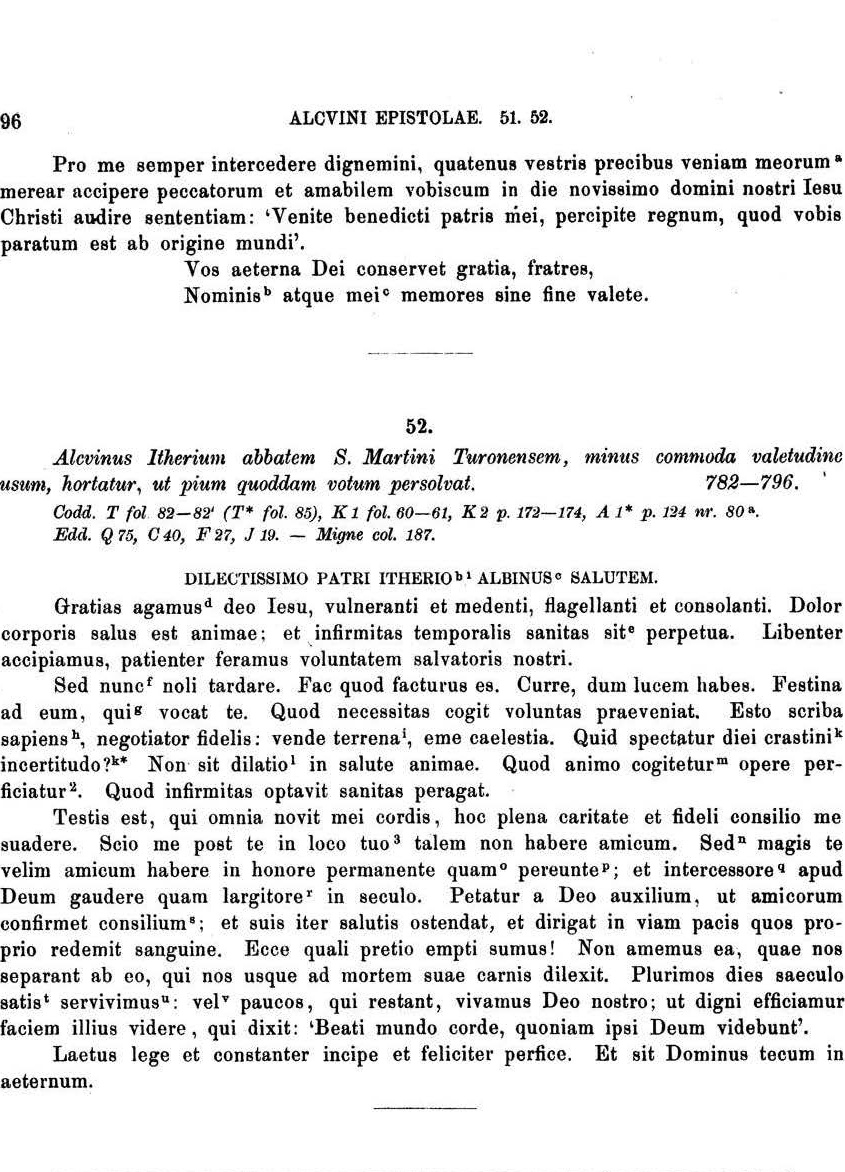 96 ALCVINI EPISTOLAE. 51. 52.
Pro me semper intercedere dignemini, quatenus vestris precibus veniam meorum ᵃ
merear accipere peccatorum et amabilem vobiscum in die novissimo domini nostri Iesu
Christi audire sententiam: ‘Venite benedicti patris mei, percipite regnum, quod vobis
paratum est ab origine mundi’.
Vos aeterna Dei conservet gratia, fratres,
Nominis ᵇ atque mei ᶜ memores sine fine valete.
52.
Alcvinus Itherium abbatem S. Martini Turonensem, minus commoda valetudine
usum, hortatur, ut pium quoddam votum persolvat. 782—796.
Codd. T fol. 82—82' (T* fol. 85), K1 fol. 60—61, K2 p. 172—174, A 1* p. 124 nr. 80ᵃ.
Edd. Q 75, C 40, F 27, J 19. — Migne col. 187.
DILECTISSIMO PATRI ITHERIO ᵇ ¹ ALBINUS ᶜ SALUTEM.
Gratias agamus ᵈ deo Iesu, vulneranti et medenti, flagellanti et consolanti. Dolor
corporis salus est animae; et infirmitas temporalis sanitas sit ᵉ perpetua. Libenter
accipiamus, patienter feramus voluntatem salvatoris nostri.
Sed nunc ᶠ noli tardare. Fac quod facturus es. Curre, dum lucem habes. Festina
ad eum, qui ᵍ vocat te. Quod necessitas cogit voluntas praeveniat. Esto scriba
sapiens ʰ, negotiator fidelis: vende terrena ⁱ, eme caelestia. Quid spectatur diei crastini ᵏ
incertitudo? ᵏ* Non sit dilatio ˡ in salute animae. Quod animo cogitetur ᵐ opere per-
ficiatur ². Quod infirmitas optavit sanitas peragat.
Testis est, qui omnia novit mei cordis, hoc plena caritate et fideli consilio me
suadere. Scio me post te in loco tuo ³ talem non habere amicum. Sed ⁿ magis te
velim amicum habere in honore permanente quam ᵒ pereunte ᵖ; et intercessore ᑫ apud
Deum gaudere quam largitore ʳ in seculo. Petatur a Deo auxilium, ut amicorum
confirmet consilium ˢ; et suis iter salutis ostendat, et dirigat in viam pacis quos pro-
prio redemit sanguine. Ecce quali pretio empti sumus! Non amemus ea, quae nos
separant ab eo, qui nos usque ad mortem suae carnis dilexit. Plurimos dies saeculo
satis ᵗ servivimus ᵘ: vel ᵛ paucos, qui restant, vivamus Deo nostro; ut digni efficiamur
faciem illius videre, qui dixit: ‘Beati mundo corde, quoniam ipsi Deum videbunt’.
Laetus lege et constanter incipe et feliciter perfice. Et sit Dominus tecum in
aeternum.